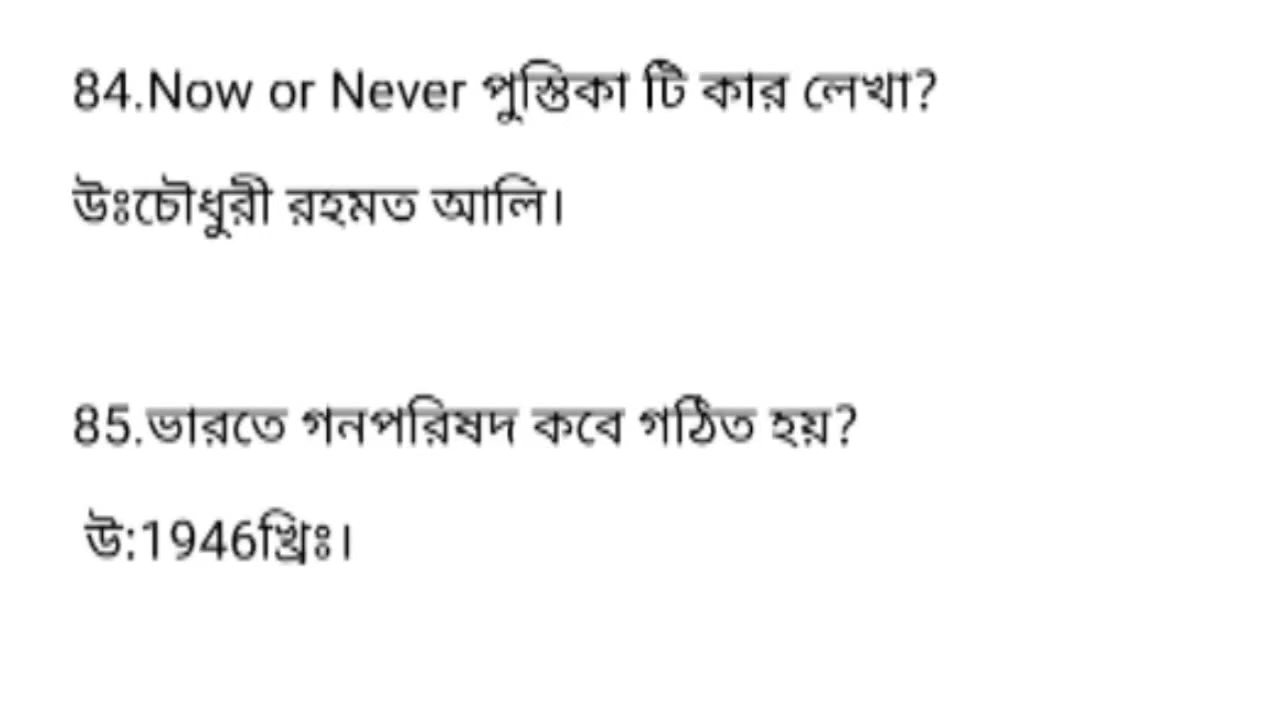 84.Now or Never পুস্তিকা টি কার লেখা?
উঃচৌধুরী রহমত আলি।
85.ভারতে গনপরিষদ কবে গঠিত হয়?
উ:1946খ্রিঃ।